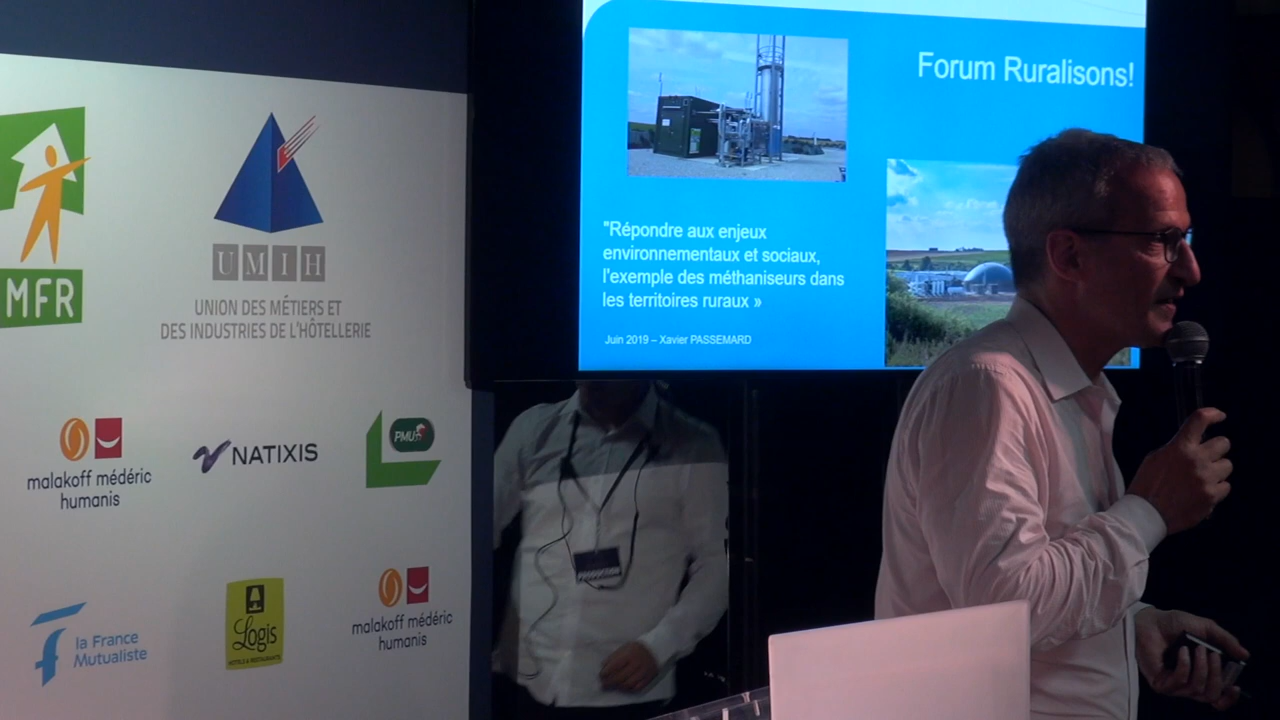 MFR
UMIH
UNION DES MÉTIERS ET
DES INDUSTRIES DE L'HÔTELLERIE
malakoff médéric
humanis
NATIXIS
PMU
la France
Mutualiste
Logis
HÔTELS & RESTAURANTS
malakoff médéric
humanis
Forum Ruralisons!
"Répondre aux enjeux
environnementaux et sociaux,
l'exemple des méthaniseurs dans
les territoires ruraux »
Juin 2019 – Xavier PASSEMARD